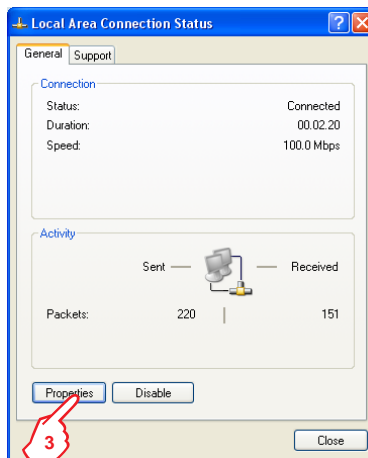 Local Area Connection Status
General Support
Connection
Status: Connected
Duration: 00.02.20
Speed: 100.0 Mbps
Activity
Sent Received
Packets: 220 151
Properties Disable
3
Close